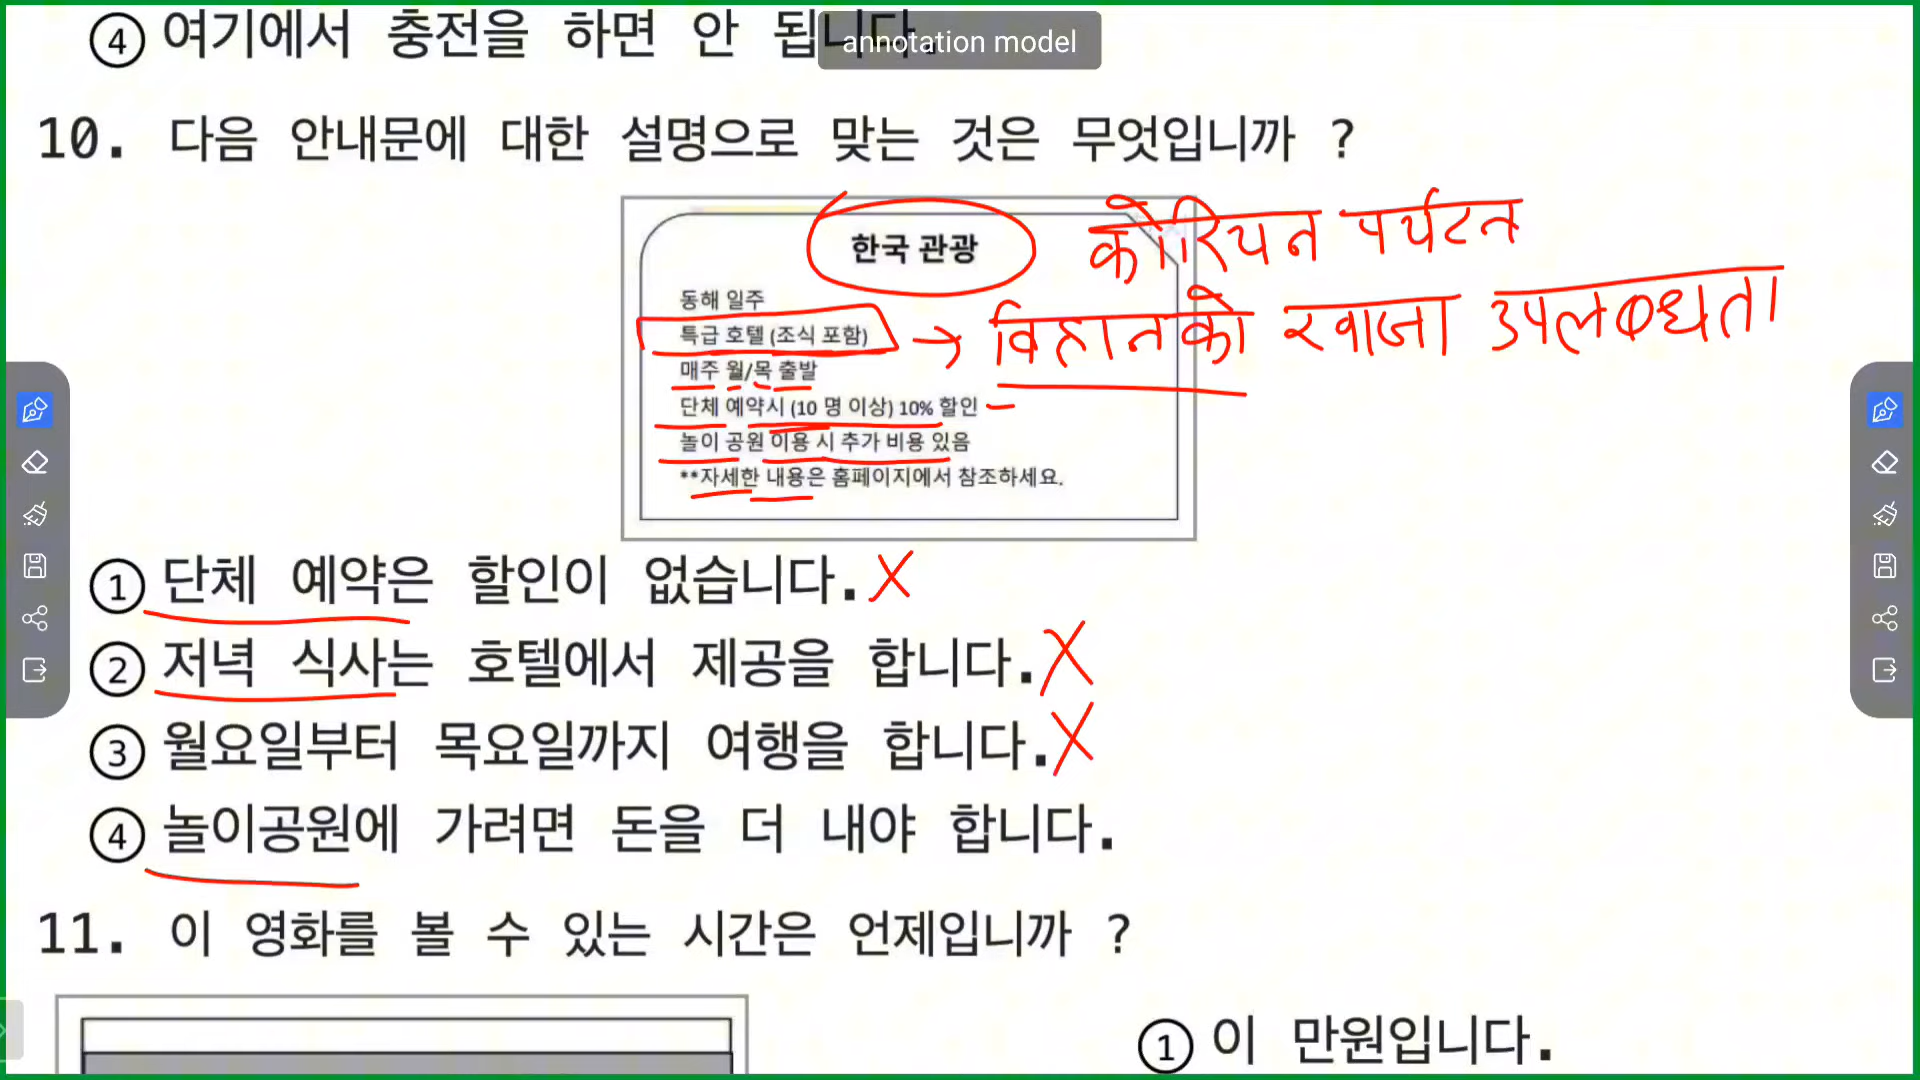 ④ 여기에서 충전을 하면 안 됩니다.
annotation model
10. 다음 안내문에 대한 설명으로 맞는 것은 무엇입니까 ?
한국 관광
कोरियन पर्यटन
동해 일주
특급 호텔 (조식 포함)
→ विहानको खाजा उपलब्धता
매주 월/목 출발
단체 예약시 (10 명 이상) 10% 할인
놀이 공원 이용 시 추가 비용 있음
**자세한 내용은 홈페이지에서 참조하세요.
① 단체 예약은 할인이 없습니다. X
② 저녁 식사는 호텔에서 제공을 합니다. X
③ 월요일부터 목요일까지 여행을 합니다. X
④ 놀이공원에 가려면 돈을 더 내야 합니다.
11. 이 영화를 볼 수 있는 시간은 언제입니까 ?
① 이 만원입니다.